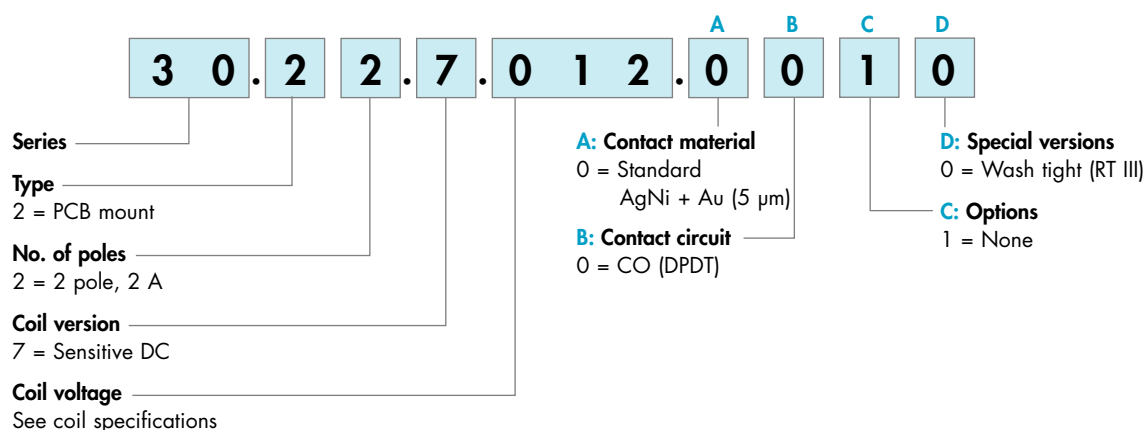 A B C D
3 0 . 2 2 . 7 . 0 1 2 . 0 0 1 0
Series
Type
2 = PCB mount
No. of poles
2 = 2 pole, 2 A
Coil version
7 = Sensitive DC
Coil voltage
See coil specifications
A: Contact material
0 = Standard
AgNi + Au (5 µm)
B: Contact circuit
0 = CO (DPDT)
D: Special versions
0 = Wash tight (RT III)
C: Options
1 = None